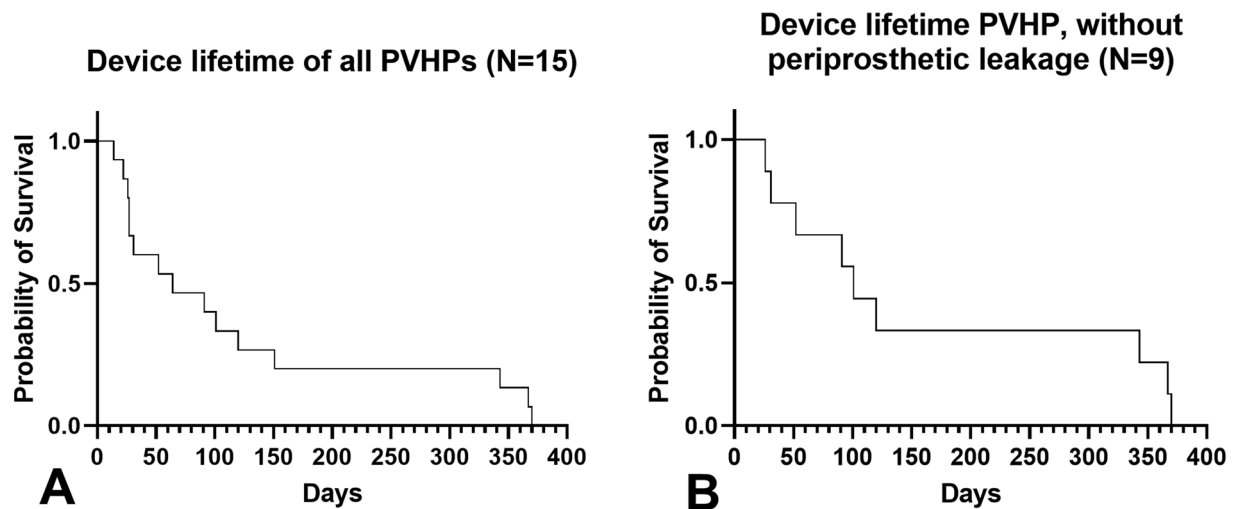 Device lifetime of all PVHPs (N=15)
Probability of Survival
1.0
0.5
0.0
0 50 100 150 200 250 300 350 400
Days
A
Device lifetime PVHP, without
periprosthetic leakage (N=9)
Probability of Survival
1.0
0.5
0.0
0 50 100 150 200 250 300 350 400
Days
B